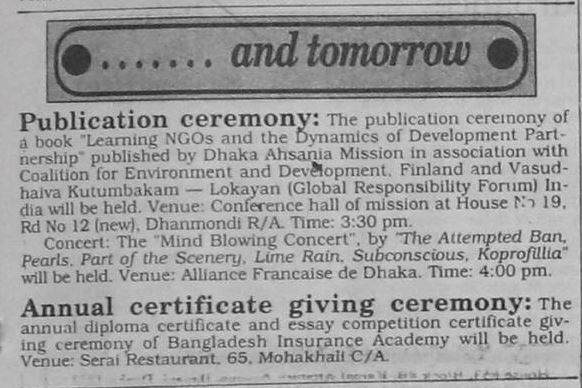 ....... and tomorrow
Publication ceremony: The publication ceremony of
a book "Learning NGOs and the Dynamics of Development Part-
nership" published by Dhaka Ahsania Mission in association with
Coalition for Environment and Development, Finland and Vasud-
haiva Kutumbakam — Lokayan (Global Responsibility Forum) In-
dia will be held. Venue: Conference hall of mission at House No 19,
Rd No 12 (new), Dhanmondi R/A. Time: 3:30 pm.
Concert: The "Mind Blowing Concert", by "The Attempted Ban,
Pearls, Part of the Scenery, Lime Rain, Subconscious, Koprofillia"
will be held. Venue: Alliance Francaise de Dhaka. Time: 4:00 pm.
Annual certificate giving ceremony: The
annual diploma certificate and essay competition certificate giv-
ing ceremony of Bangladesh Insurance Academy will be held.
Venue: Serai Restaurant, 65, Mohakhali C/A.